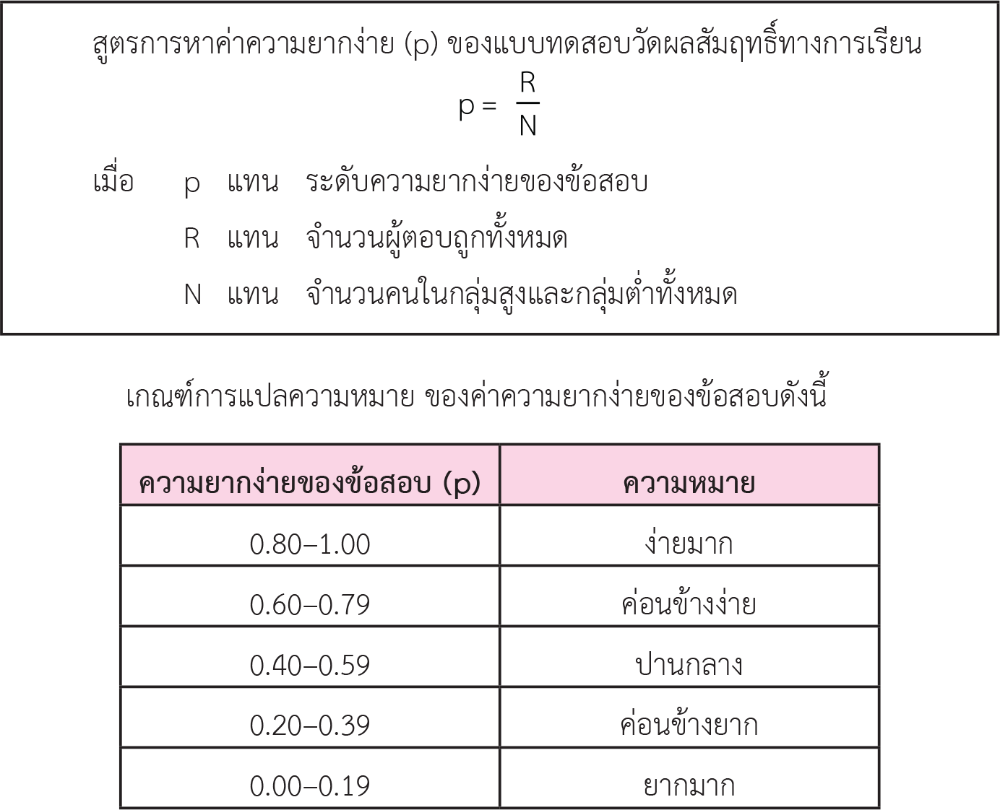 สูตรการหาค่าความยากง่าย (p) ของแบบทดสอบวัดผลสัมฤทธิ์ทางการเรียน
p = R/N
เมื่อ p แทน ระดับความยากง่ายของข้อสอบ
R แทน จำนวนผู้ตอบถูกทั้งหมด
N แทน จำนวนคนในกลุ่มสูงและกลุ่มต่ำทั้งหมด
เกณฑ์การแปลความหมาย ของค่าความยากง่ายของข้อสอบดังนี้
ความยากง่ายของข้อสอบ (p) ความหมาย
0.80–1.00 ง่ายมาก
0.60–0.79 ค่อนข้างง่าย
0.40–0.59 ปานกลาง
0.20–0.39 ค่อนข้างยาก
0.00–0.19 ยากมาก